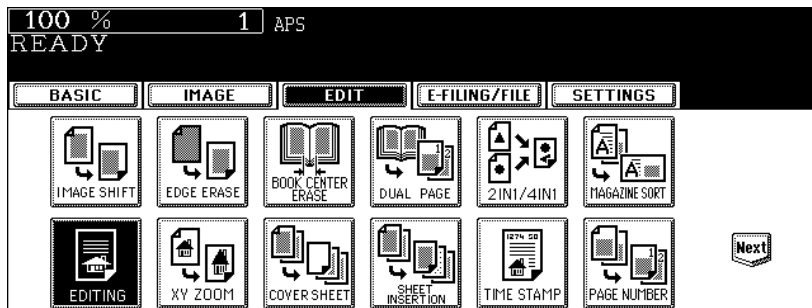 100 % 1 APS
READY
BASIC IMAGE EDIT E-FILING/FILE SETTINGS
IMAGE SHIFT EDGE ERASE BOOK CENTER ERASE DUAL PAGE 2IN1/4IN1 MAGAZINE SORT
EDITING XY ZOOM COVER SHEET SHEET INSERTION TIME STAMP PAGE NUMBER Next